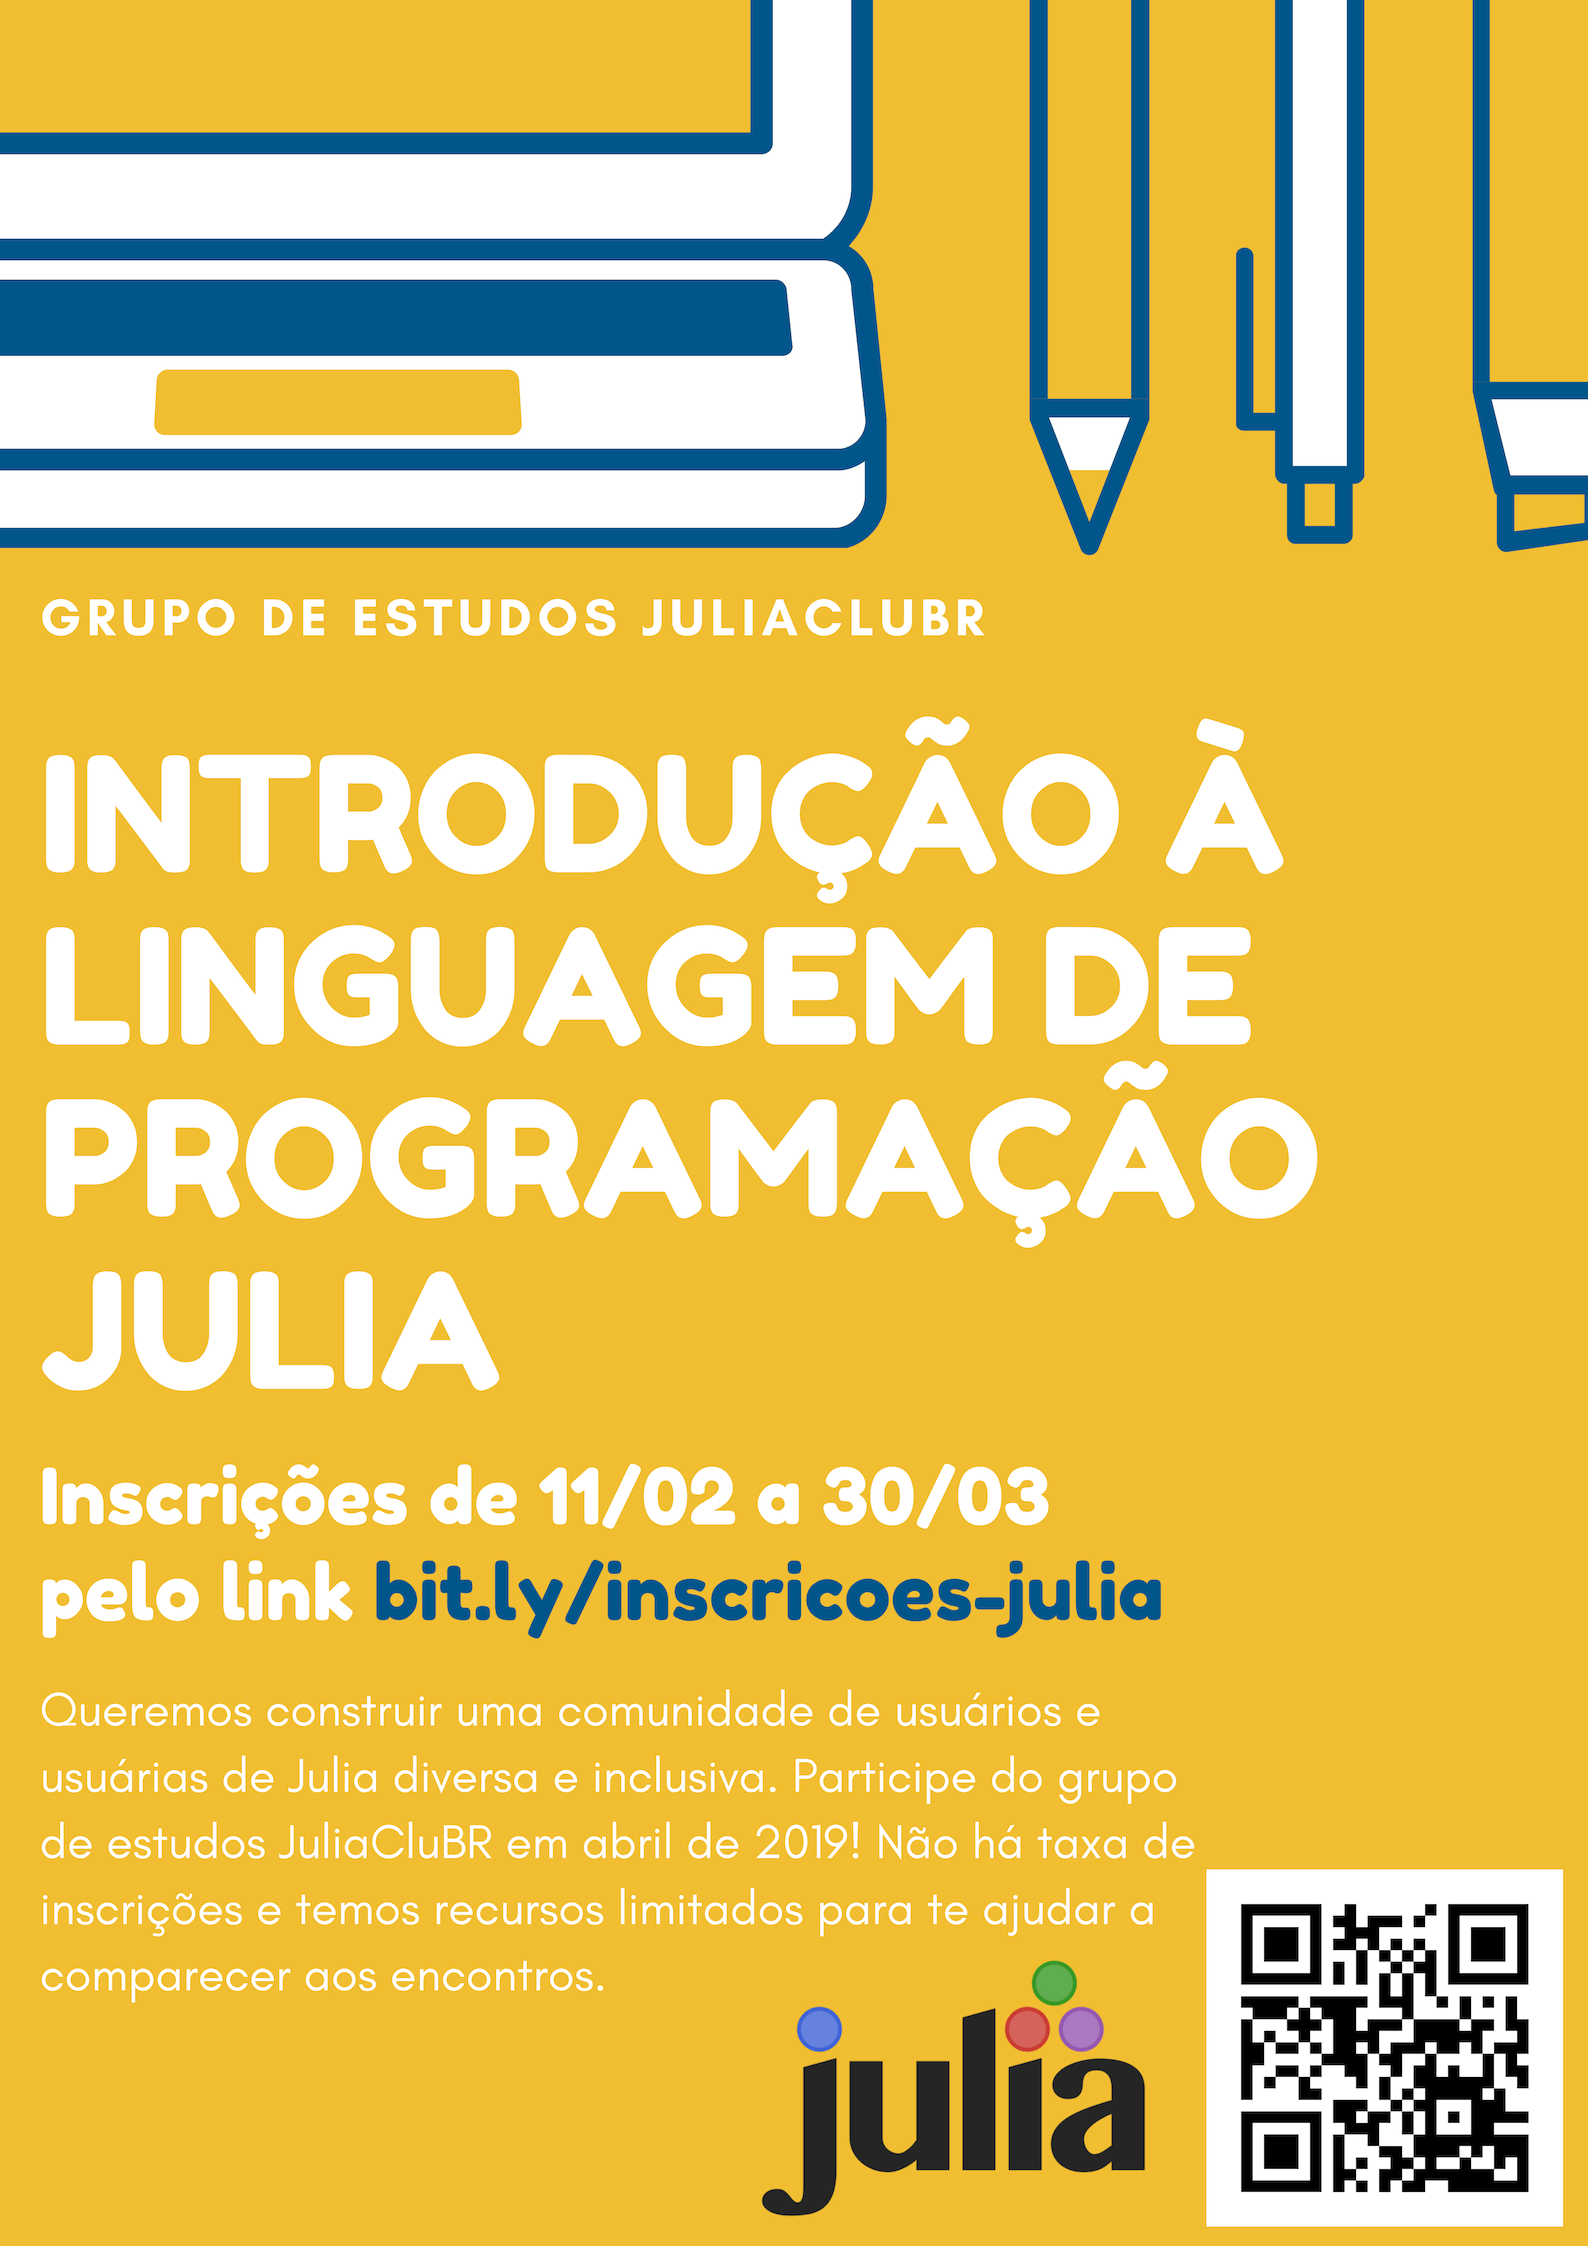 GRUPO DE ESTUDOS JULIACLUBR
INTRODUÇÃO À
LINGUAGEM DE
PROGRAMAÇÃO
JULIA
Inscrições de 11/02 a 30/03
pelo link bit.ly/inscricoes-julia
Queremos construir uma comunidade de usuários e
usuárias de Julia diversa e inclusiva. Participe do grupo
de estudos JuliaCluBR em abril de 2019! Não há taxa de
inscrições e temos recursos limitados para te ajudar a
comparecer aos encontros.
julia